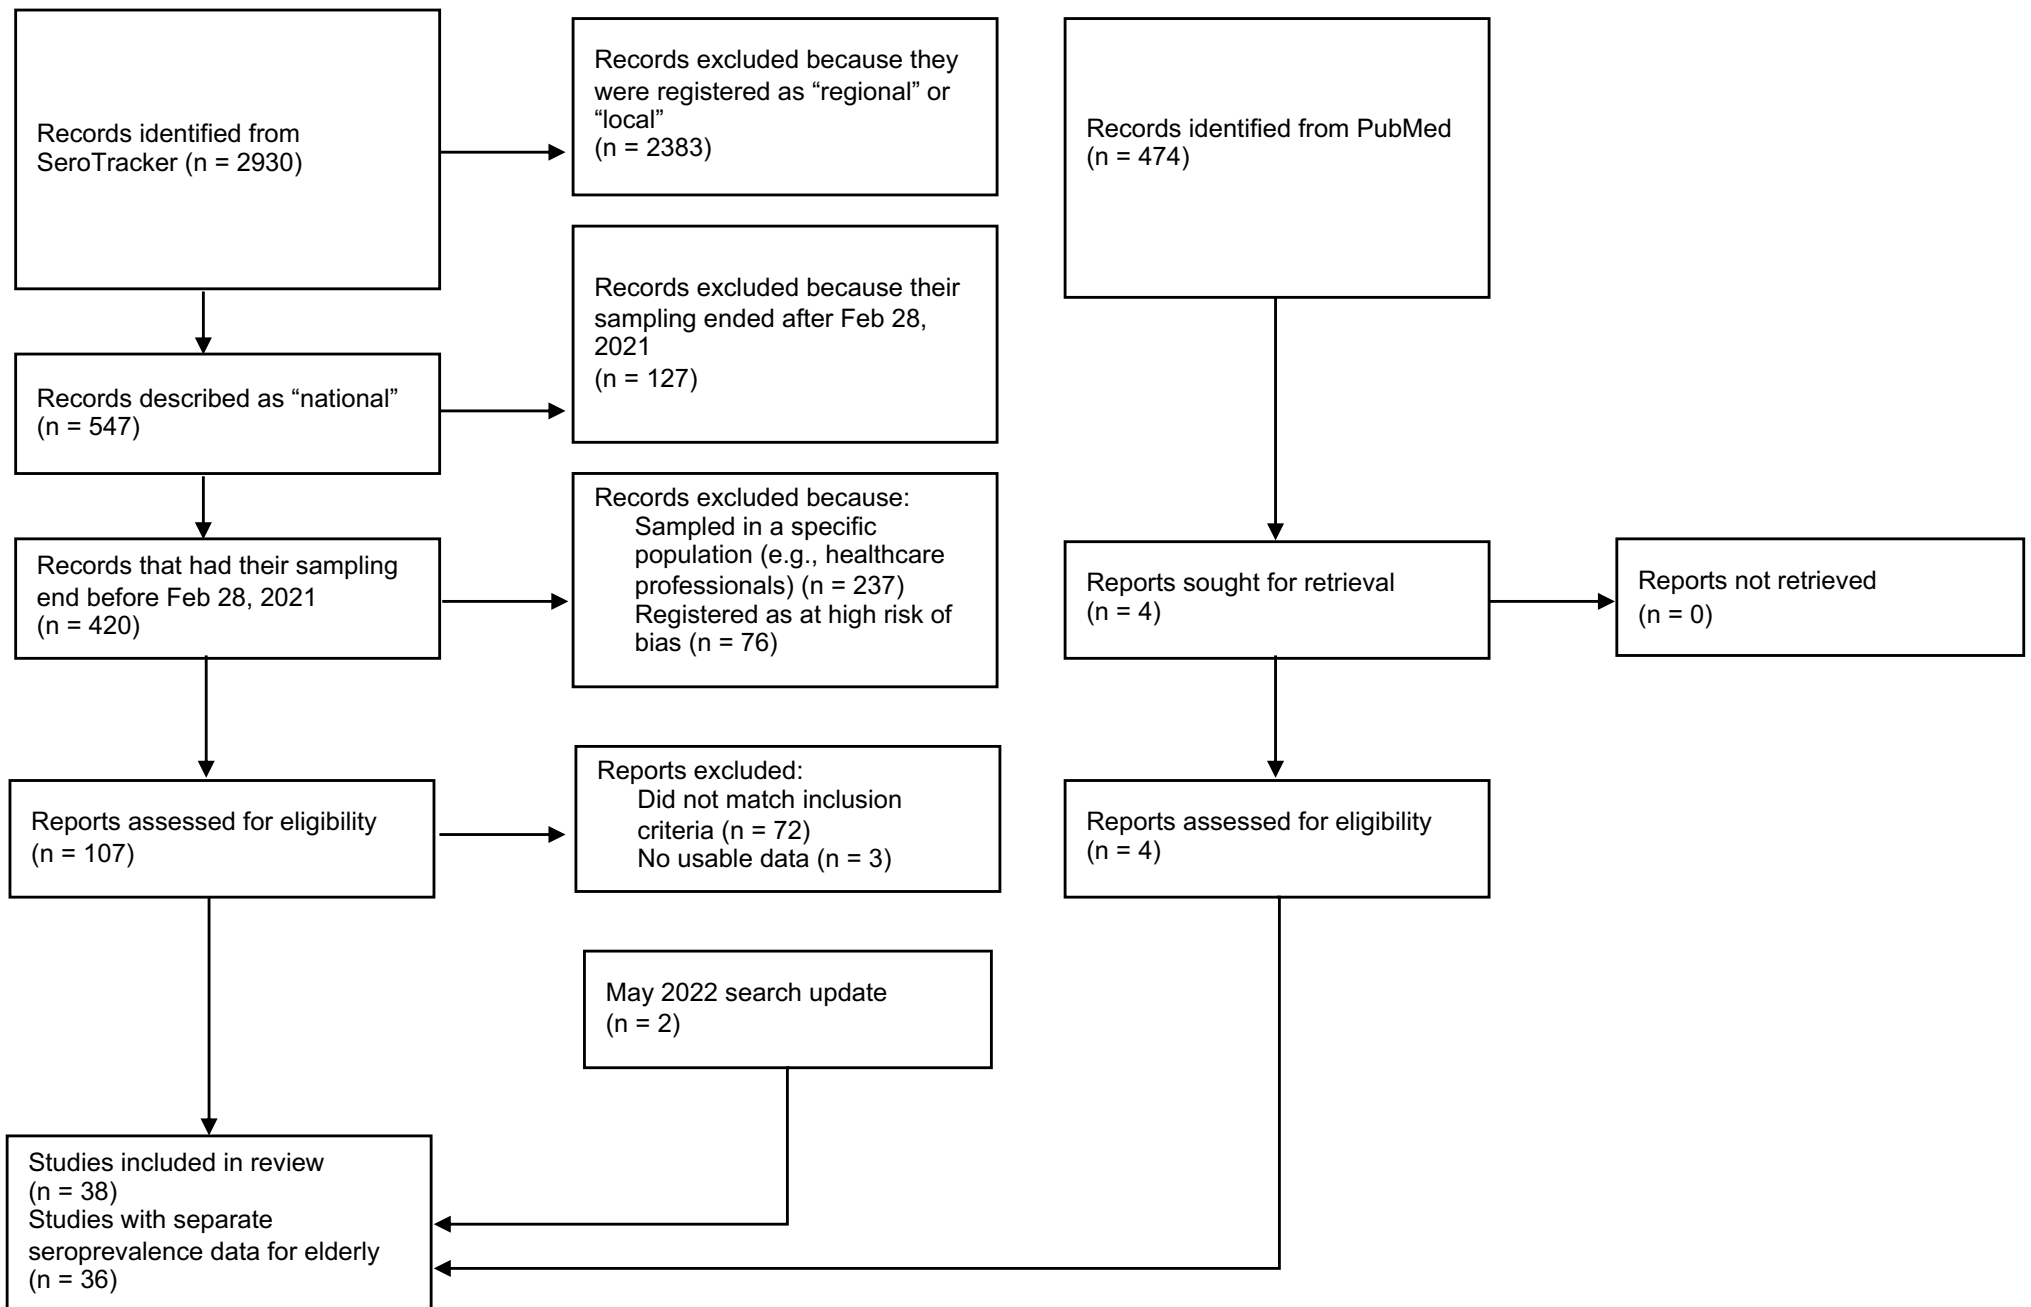 Records identified from
SeroTracker (n = 2930)
Records excluded because they
were registered as “regional” or
“local”
(n = 2383)
Records identified from PubMed
(n = 474)
Records excluded because their
sampling ended after Feb 28,
2021
(n = 127)
Records described as “national”
(n = 547)
Records excluded because:
Sampled in a specific
population (e.g., healthcare
professionals) (n = 237)
Registered as at high risk of
bias (n = 76)
Records that had their sampling
end before Feb 28, 2021
(n = 420)
Reports sought for retrieval
(n = 4)
Reports not retrieved
(n = 0)
Reports assessed for eligibility
(n = 107)
Reports excluded:
Did not match inclusion
criteria (n = 72)
No usable data (n = 3)
Reports assessed for eligibility
(n = 4)
May 2022 search update
(n = 2)
Studies included in review
(n = 38)
Studies with separate
seroprevalence data for elderly
(n = 36)